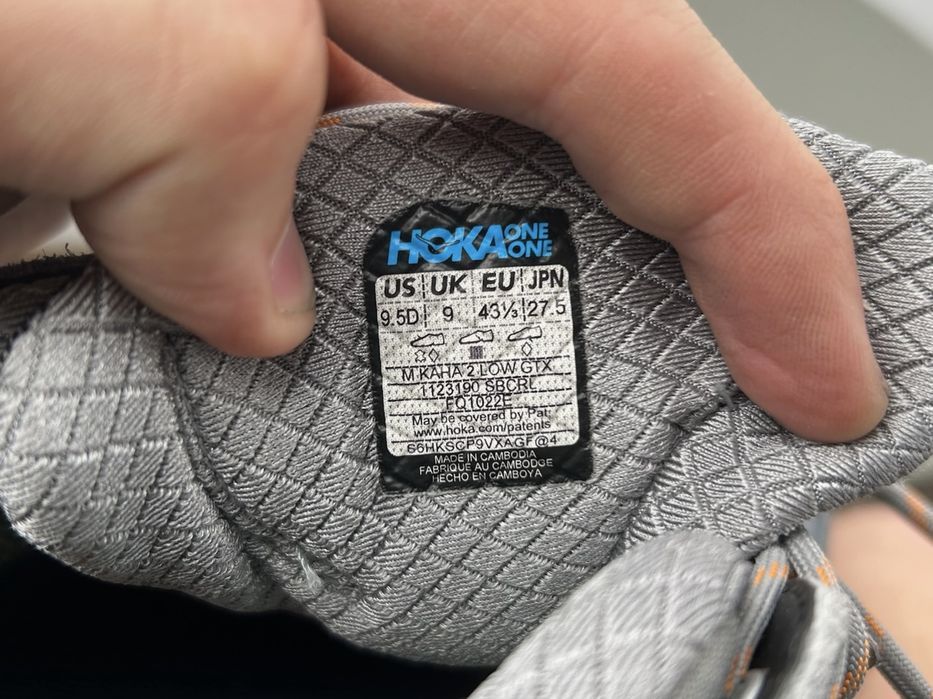 HOKA ONE ONE
US UK EU JPN
9.5D 9 43⅓ 27.5
M KAHA 2 LOW GTX
1123190 SBCRL
FQ1022E
May be covered by Pat.
www.hoka.com/patents
S6HKSCP9VXAGF@4
MADE IN CAMBODIA
FABRIQUE AU CAMBODGE
HECHO EN CAMBOYA